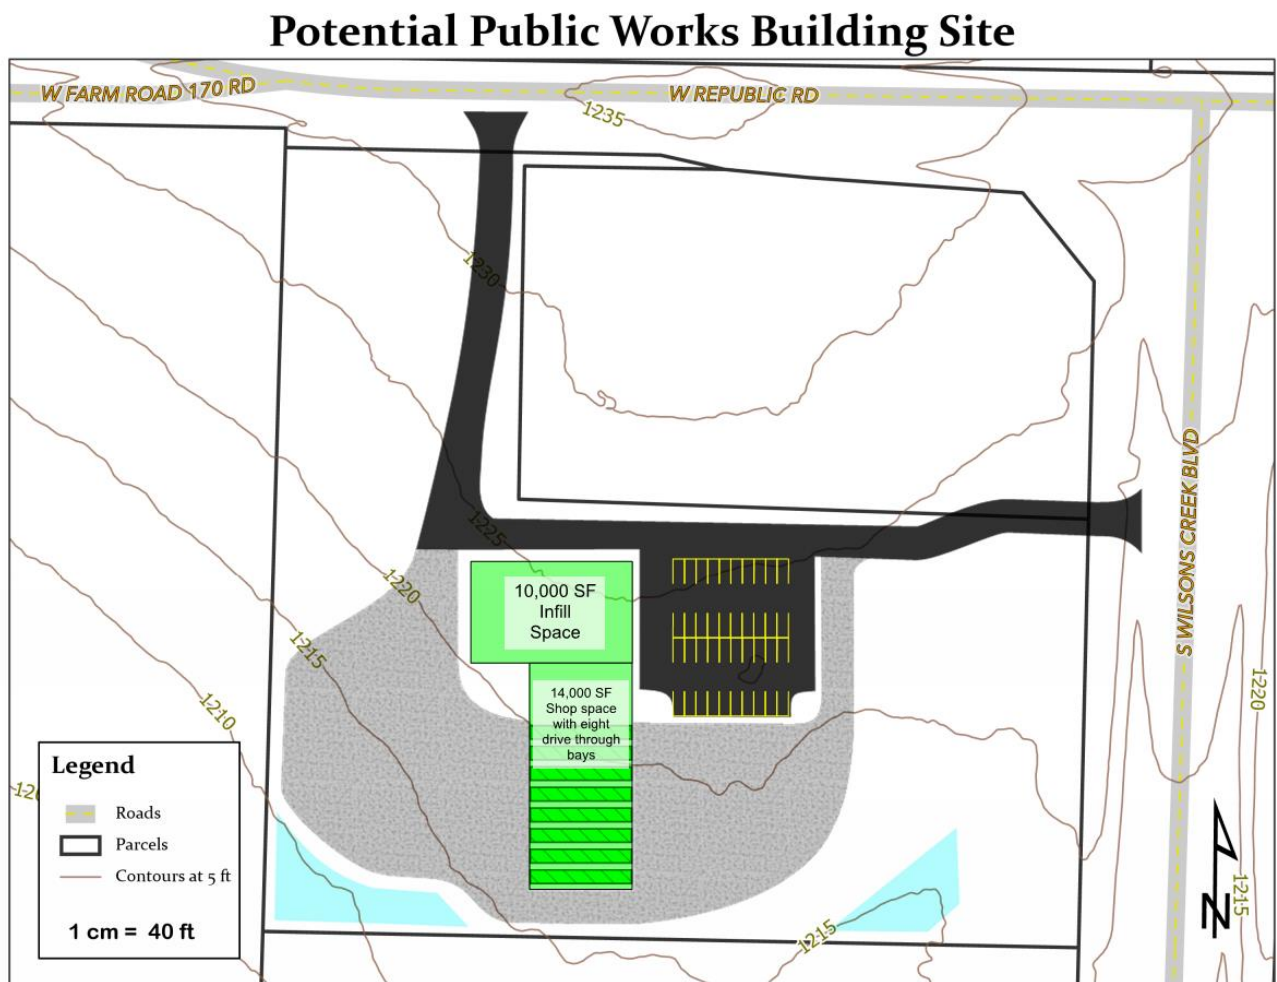 Potential Public Works Building Site
W FARM ROAD 170 RD
W REPUBLIC RD
1235
1230
1225
1220
1215
1210
10,000 SF
Infill
Space
14,000 SF
Shop space
with eight
drive through
bays
S WILSONS CREEK BLVD
1220
1215
1215
Legend
Roads
Parcels
Contours at 5 ft
1 cm = 40 ft
N